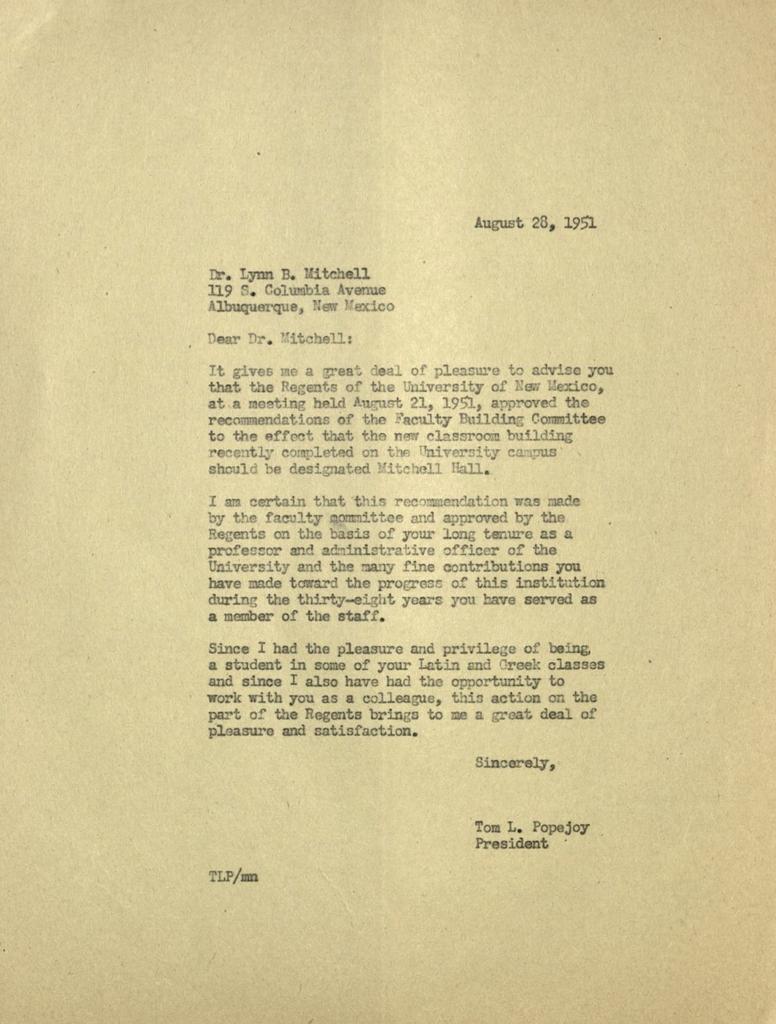 August 28, 1951
Dr. Lynn B. Mitchell
119 S. Columbia Avenue
Albuquerque, New Mexico
Dear Dr. Mitchell:
It gives me a great deal of pleasure to advise you
that the Regents of the University of New Mexico,
at a meeting held August 21, 1951, approved the
recommendations of the Faculty Building Committee
to the effect that the new classroom building
recently completed on the University campus
should be designated Mitchell Hall.
I am certain that this recommendation was made
by the faculty committee and approved by the
Regents on the basis of your long tenure as a
professor and administrative officer of the
University and the many fine contributions you
have made toward the progress of this institution
during the thirty-eight years you have served as
a member of the staff.
Since I had the pleasure and privilege of being
a student in some of your Latin and Greek classes
and since I also have had the opportunity to
work with you as a colleague, this action on the
part of the Regents brings to me a great deal of
pleasure and satisfaction.
Sincerely,
Tom L. Popejoy
President
TLP/mn